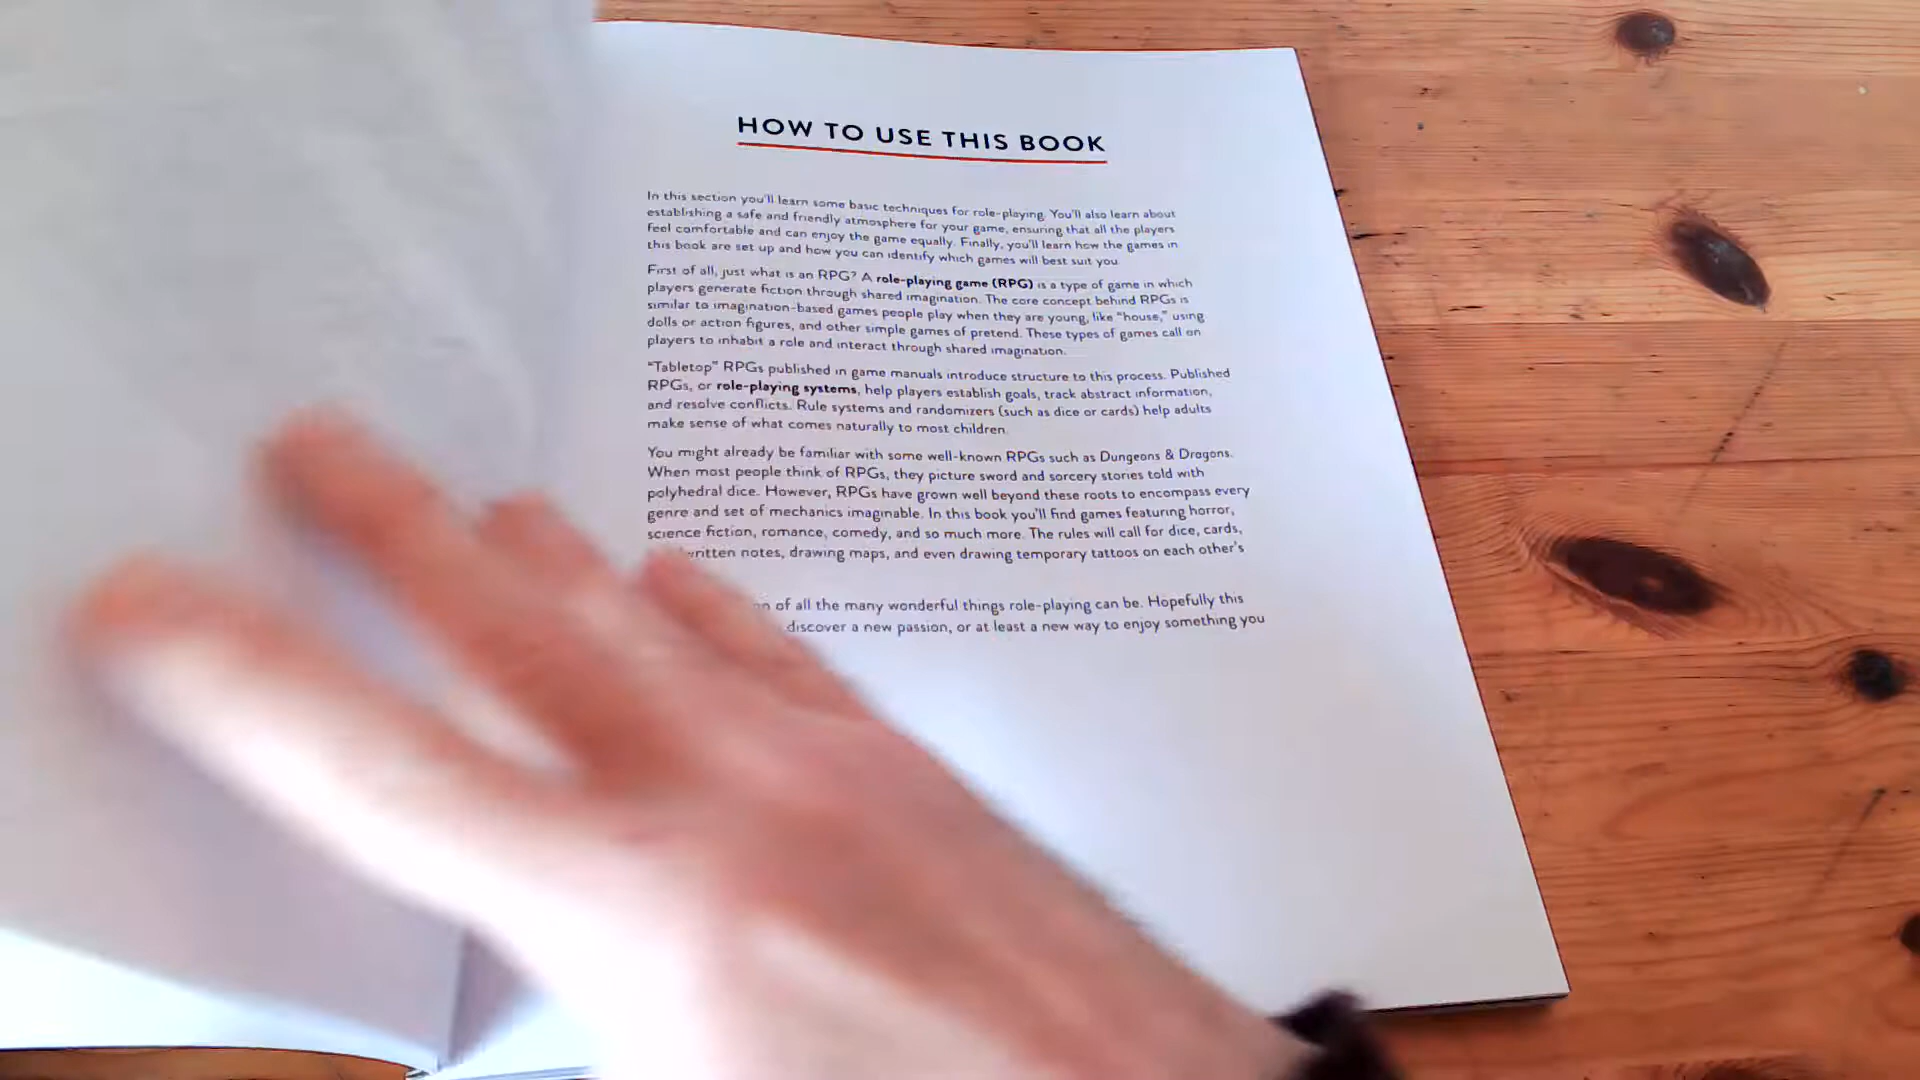 HOW TO USE THIS BOOK
In this section you'll learn some basic techniques for role-playing. You'll also learn about
establishing a safe and friendly atmosphere for your game, ensuring that all the players
feel comfortable and can enjoy the game equally. Finally, you'll learn how the games in
this book are set up and how you can identify which games will best suit you.
First of all, just what is an RPG? A role-playing game (RPG) is a type of game in which
players generate fiction through shared imagination. The core concept behind RPGs is
similar to imagination-based games people play when they are young, like "house," using
dolls or action figures, and other simple games of pretend. These types of games call on
players to inhabit a role and interact through shared imagination.
"Tabletop" RPGs published in game manuals introduce structure to this process. Published
RPGs, or role-playing systems, help players establish goals, track abstract information,
and resolve conflicts. Rule systems and randomizers (such as dice or cards) help adults
make sense of what comes naturally to most children.
You might already be familiar with some well-known RPGs such as Dungeons & Dragons.
When most people think of RPGs, they picture sword and sorcery stories told with
polyhedral dice. However, RPGs have grown well beyond these roots to encompass every
genre and set of mechanics imaginable. In this book you'll find games featuring horror,
science fiction, romance, comedy, and so much more. The rules will call for dice, cards,
written notes, drawing maps, and even drawing temporary tattoos on each other's
of all the many wonderful things role-playing can be. Hopefully this
discover a new passion, or at least a new way to enjoy something you